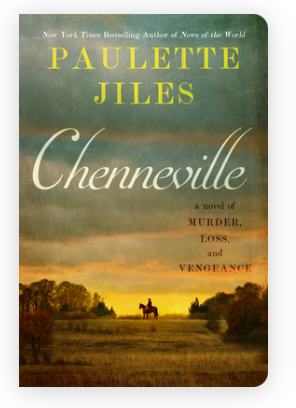 New York Times Bestselling Author of News of the World
PAULETTE
JILES
Chenneville
a novel of
MURDER,
LOSS,
and
VENGEANCE